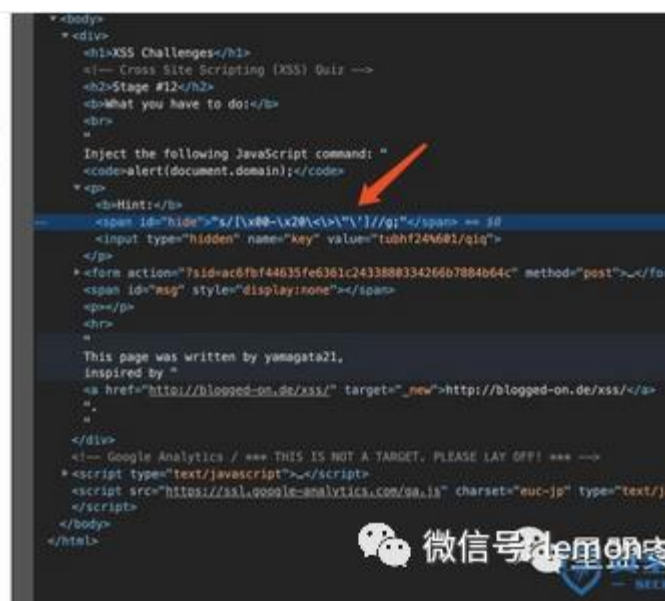 <body>
<div>
<h1>XSS Challenges</h1>
<!-- Cross Site Scripting (XSS) Quiz -->
<h2>Stage #12</h2>
<b>What you have to do:</b>
<br>
"
Inject the following JavaScript command: "
<code>alert(document.domain);</code>
<p>
<b>Hint:</b>
<span id="hide">"s/[\x00-\x20\<\>\"\']//g;"</span> == $0
<input type="hidden" name="key" value="tubhf24%601/qiq">
</p>
<form action="?sid=ac6fbf44635fe6361c2433880334266b7884b64c" method="post">…</fo
<span id="msg" style="display:none"></span>
<p></p>
<hr>
"
This page was written by yamagata21,
inspired by "
<a href="http://blogged-on.de/xss/" target="_new">http://blogged-on.de/xss/</a>
".
"
</div>
<!-- Google Analytics / *** THIS IS NOT A TARGET. PLEASE LAY OFF! *** -->
<script type="text/javascript">…</script>
<script src="https://ssl.google-analytics.com/ga.js" charset="euc-jp" type="text/j
</script>
</body>
</html>
微信号: demon-s